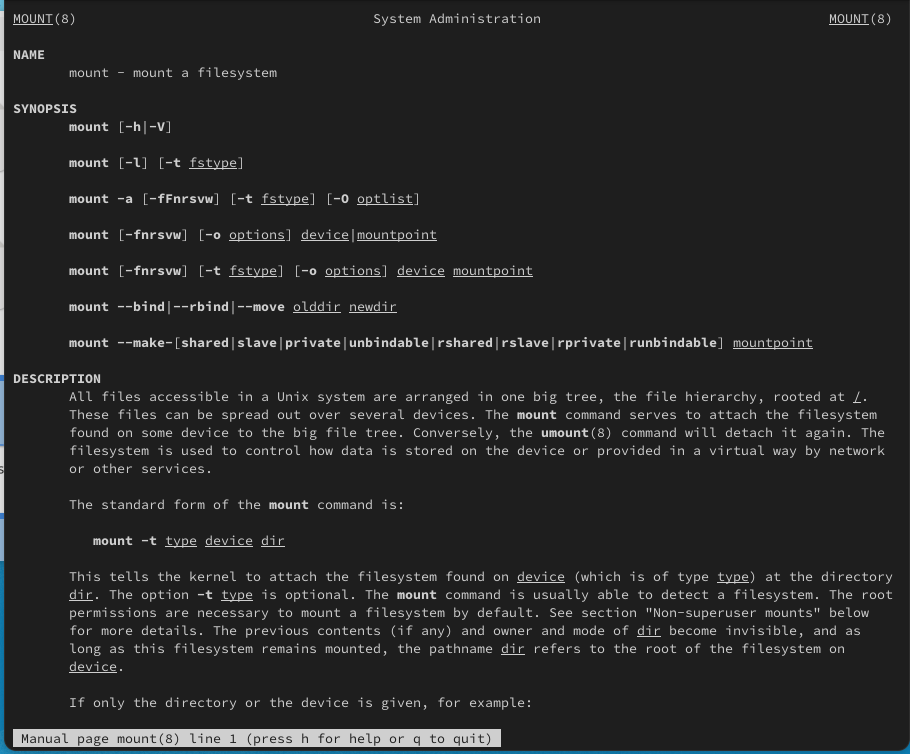 MOUNT(8) System Administration MOUNT(8)
NAME
mount - mount a filesystem
SYNOPSIS
mount [-h|-V]
mount [-l] [-t fstype]
mount -a [-fFnrsvw] [-t fstype] [-O optlist]
mount [-fnrsvw] [-o options] device|mountpoint
mount [-fnrsvw] [-t fstype] [-o options] device mountpoint
mount --bind|--rbind|--move olddir newdir
mount --make-[shared|slave|private|unbindable|rshared|rslave|rprivate|runbindable] mountpoint
DESCRIPTION
All files accessible in a Unix system are arranged in one big tree, the file hierarchy, rooted at /.
These files can be spread out over several devices. The mount command serves to attach the filesystem
found on some device to the big file tree. Conversely, the umount(8) command will detach it again. The
filesystem is used to control how data is stored on the device or provided in a virtual way by network
or other services.
The standard form of the mount command is:
mount -t type device dir
This tells the kernel to attach the filesystem found on device (which is of type type) at the directory
dir. The option -t type is optional. The mount command is usually able to detect a filesystem. The root
permissions are necessary to mount a filesystem by default. See section "Non-superuser mounts" below
for more details. The previous contents (if any) and owner and mode of dir become invisible, and as
long as this filesystem remains mounted, the pathname dir refers to the root of the filesystem on
device.
If only the directory or the device is given, for example:
Manual page mount(8) line 1 (press h for help or q to quit)